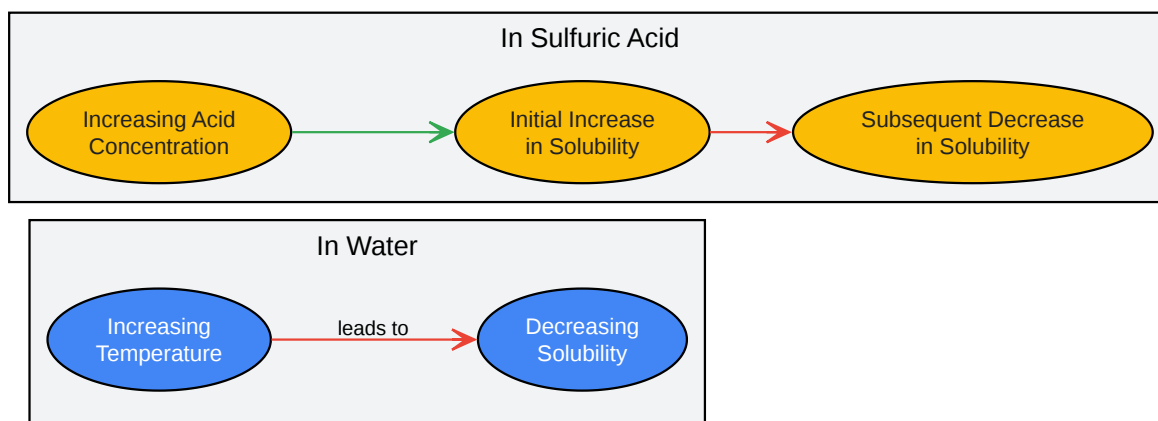 In Sulfuric Acid
Increasing Acid
Concentration
Initial Increase
in Solubility
Subsequent Decrease
in Solubility
In Water
Increasing
Temperature
leads to
Decreasing
Solubility